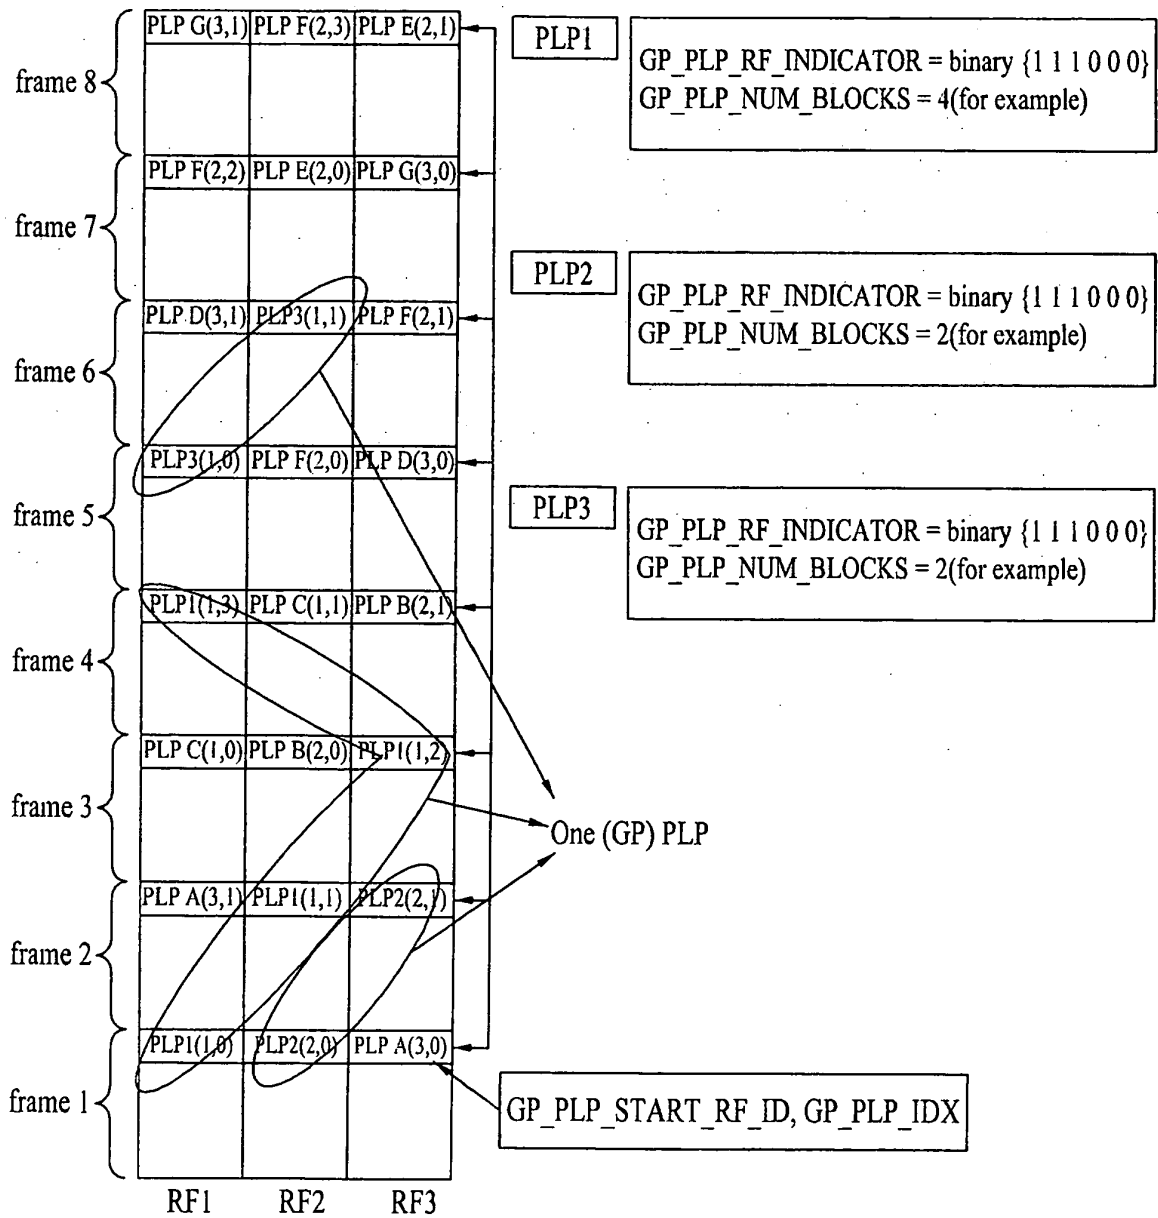 PLP G(3,1) PLP F(2,3) PLP E(2,1)
frame 8
PLP F(2,2) PLP E(2,0) PLP G(3,0)
frame 7
PLP D(3,1) PLP3(1,1) PLP F(2,1)
frame 6
PLP3(1,0) PLP F(2,0) PLP D(3,0)
frame 5
PLP1(1,3) PLP C(1,1) PLP B(2,1)
frame 4
PLP C(1,0) PLP B(2,0) PLP1(1,2)
frame 3
PLP A(3,1) PLP1(1,1) PLP2(2,1)
frame 2
PLP1(1,0) PLP2(2,0) PLP A(3,0)
frame 1
RF1 RF2 RF3
PLP1
GP_PLP_RF_INDICATOR = binary {1 1 1 0 0 0}
GP_PLP_NUM_BLOCKS = 4(for example)
PLP2
GP_PLP_RF_INDICATOR = binary {1 1 1 0 0 0}
GP_PLP_NUM_BLOCKS = 2(for example)
PLP3
GP_PLP_RF_INDICATOR = binary {1 1 1 0 0 0}
GP_PLP_NUM_BLOCKS = 2(for example)
One (GP) PLP
GP_PLP_START_RF_ID, GP_PLP_IDX